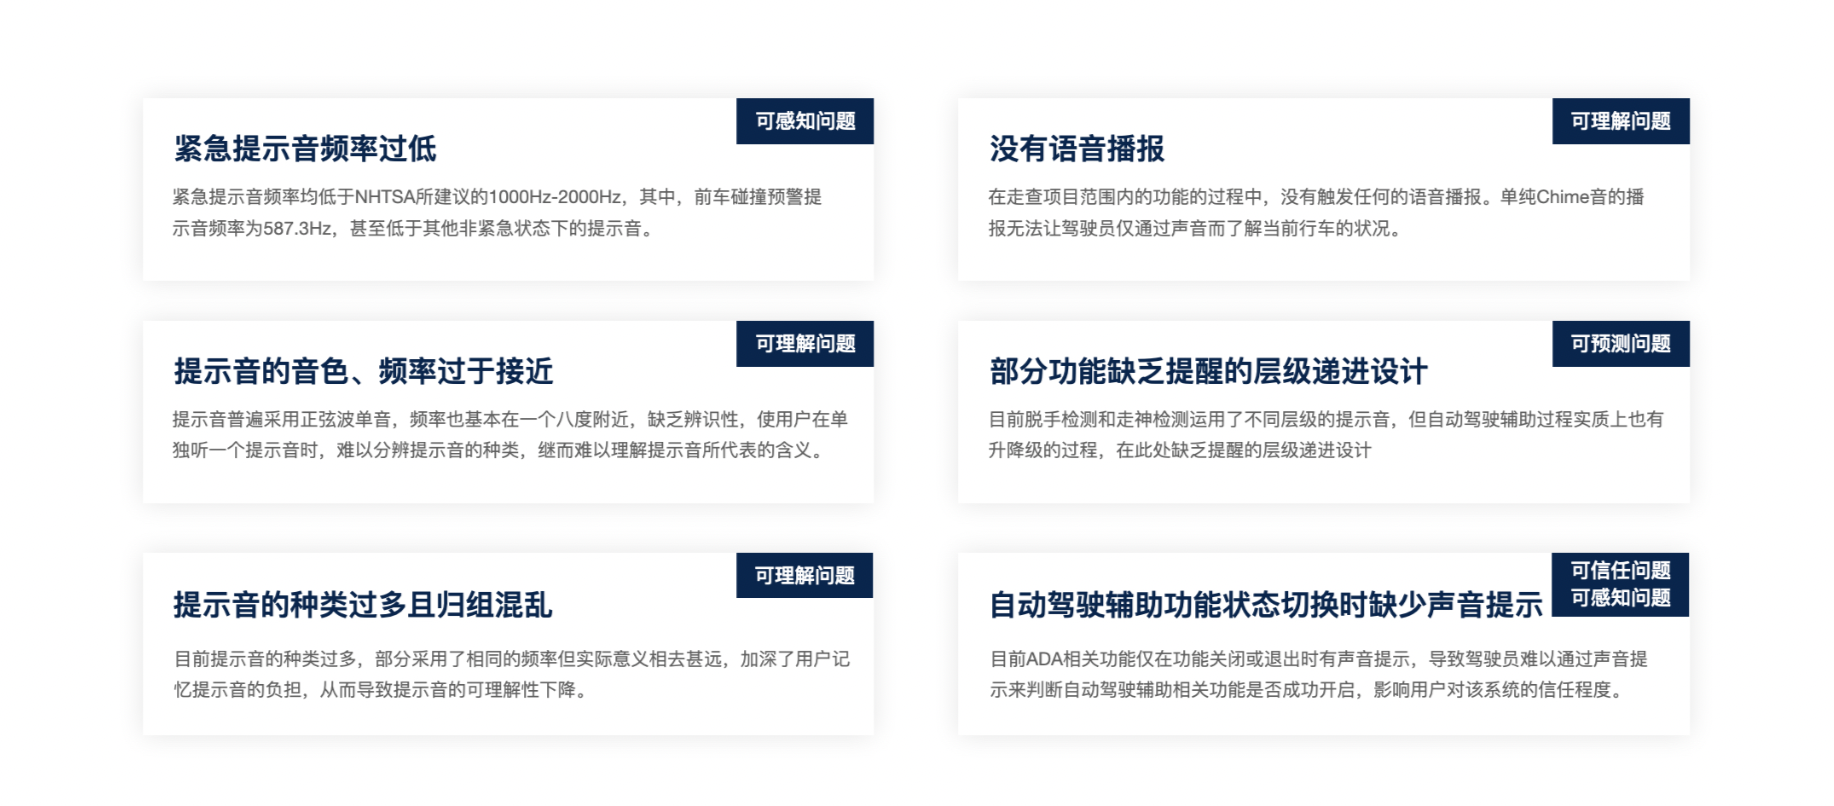 可感知问题
紧急提示音频率过低
紧急提示音频率均低于NHTSA所建议的1000Hz-2000Hz，其中，前车碰撞预警提
示音频率为587.3Hz，甚至低于其他非紧急状态下的提示音。
可理解问题
没有语音播报
在走查项目范围内的功能的过程中，没有触发任何的语音播报。单纯Chime音的播
报无法让驾驶员仅通过声音而了解当前行车的状况。
可理解问题
提示音的音色、频率过于接近
提示音普遍采用正弦波单音，频率也基本在一个八度附近，缺乏辨识性，使用户在单
独听一个提示音时，难以分辨提示音的种类，继而难以理解提示音所代表的含义。
可预测问题
部分功能缺乏提醒的层级递进设计
目前脱手检测和走神检测运用了不同层级的提示音，但自动驾驶辅助过程实质上也有
升降级的过程，在此处缺乏提醒的层级递进设计
可理解问题
提示音的种类过多且归组混乱
目前提示音的种类过多，部分采用了相同的频率但实际意义相去甚远，加深了用户记
忆提示音的负担，从而导致提示音的可理解性下降。
可信任问题
可感知问题
自动驾驶辅助功能状态切换时缺少声音提示
目前ADA相关功能仅在功能关闭或退出时有声音提示，导致驾驶员难以通过声音提
示来判断自动驾驶辅助相关功能是否成功开启，影响用户对该系统的信任程度。